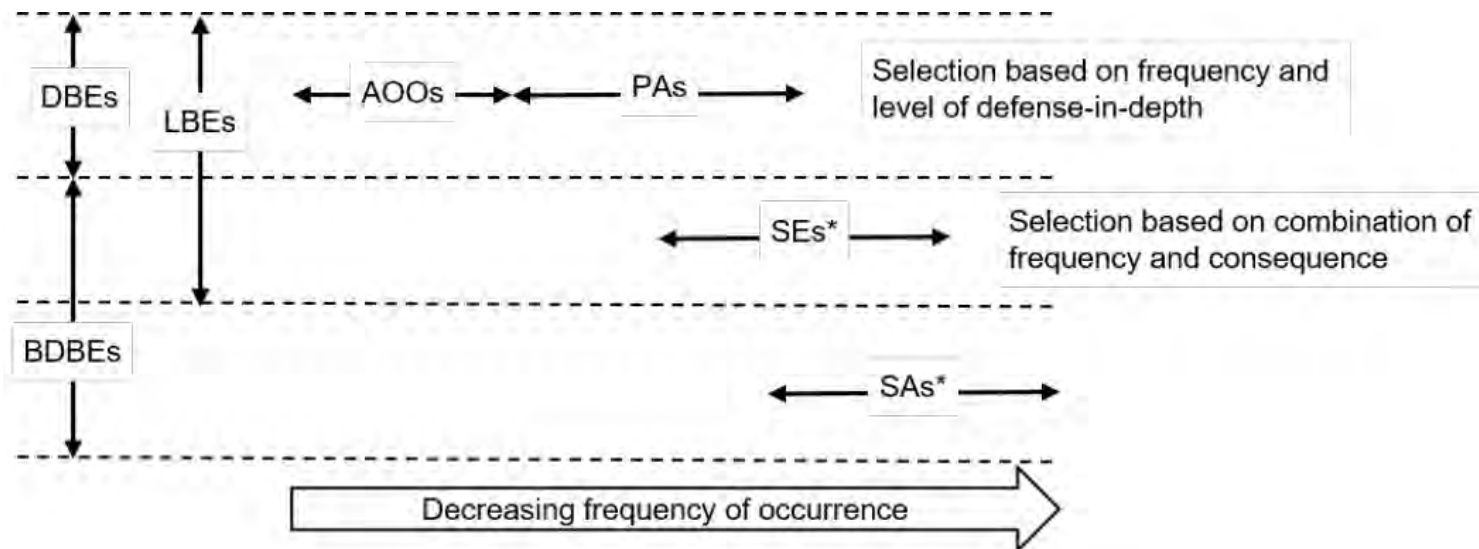 DBEs
LBEs
AOOs
PAs
Selection based on frequency and
level of defense-in-depth
SEs*
Selection based on combination of
frequency and consequence
BDBEs
SAs*
Decreasing frequency of occurrence